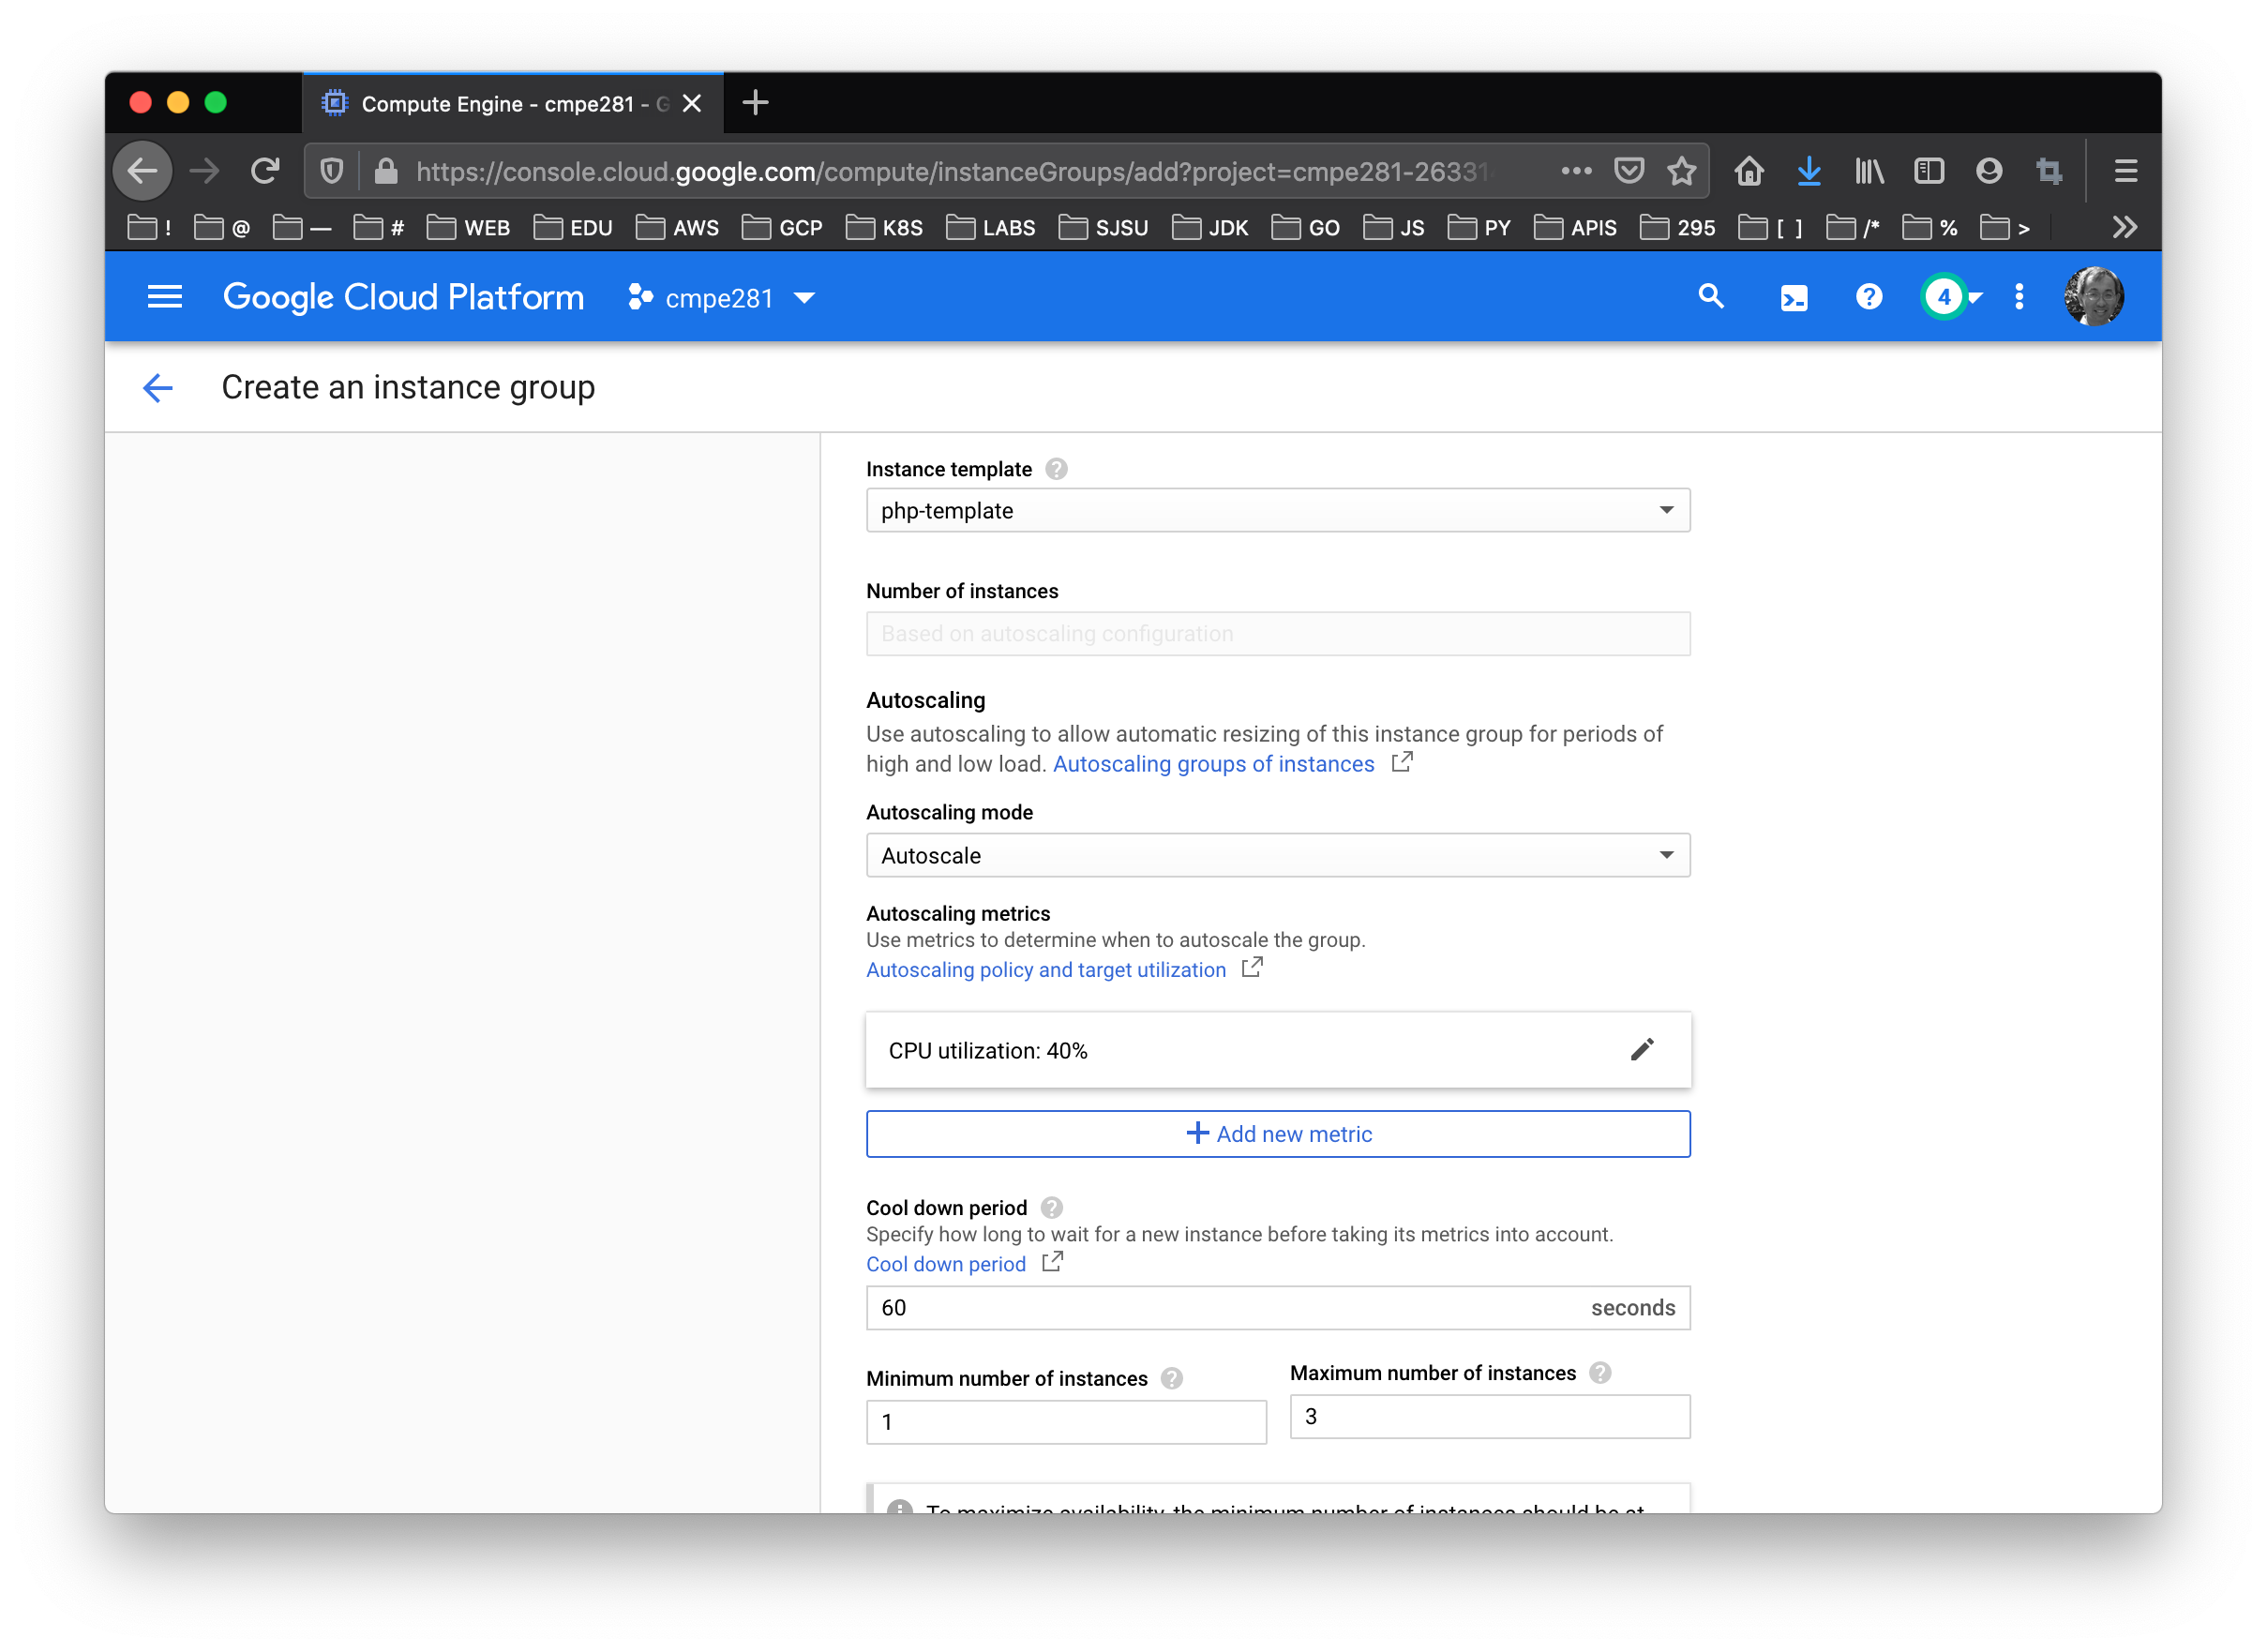 Compute Engine - cmpe281 - G
https://console.cloud.google.com/compute/instanceGroups/add?project=cmpe281-26331
! @ — # WEB EDU AWS GCP K8S LABS SJSU JDK GO JS PY APIS 295 [ ] /* % >
Google Cloud Platform cmpe281 4
Create an instance group
Instance template
php-template
Number of instances
Based on autoscaling configuration
Autoscaling
Use autoscaling to allow automatic resizing of this instance group for periods of
high and low load. Autoscaling groups of instances
Autoscaling mode
Autoscale
Autoscaling metrics
Use metrics to determine when to autoscale the group.
Autoscaling policy and target utilization
CPU utilization: 40%
Add new metric
Cool down period
Specify how long to wait for a new instance before taking its metrics into account.
Cool down period
60 seconds
Minimum number of instances
1
Maximum number of instances
3
To maximize availability, the minimum number of instances should be at